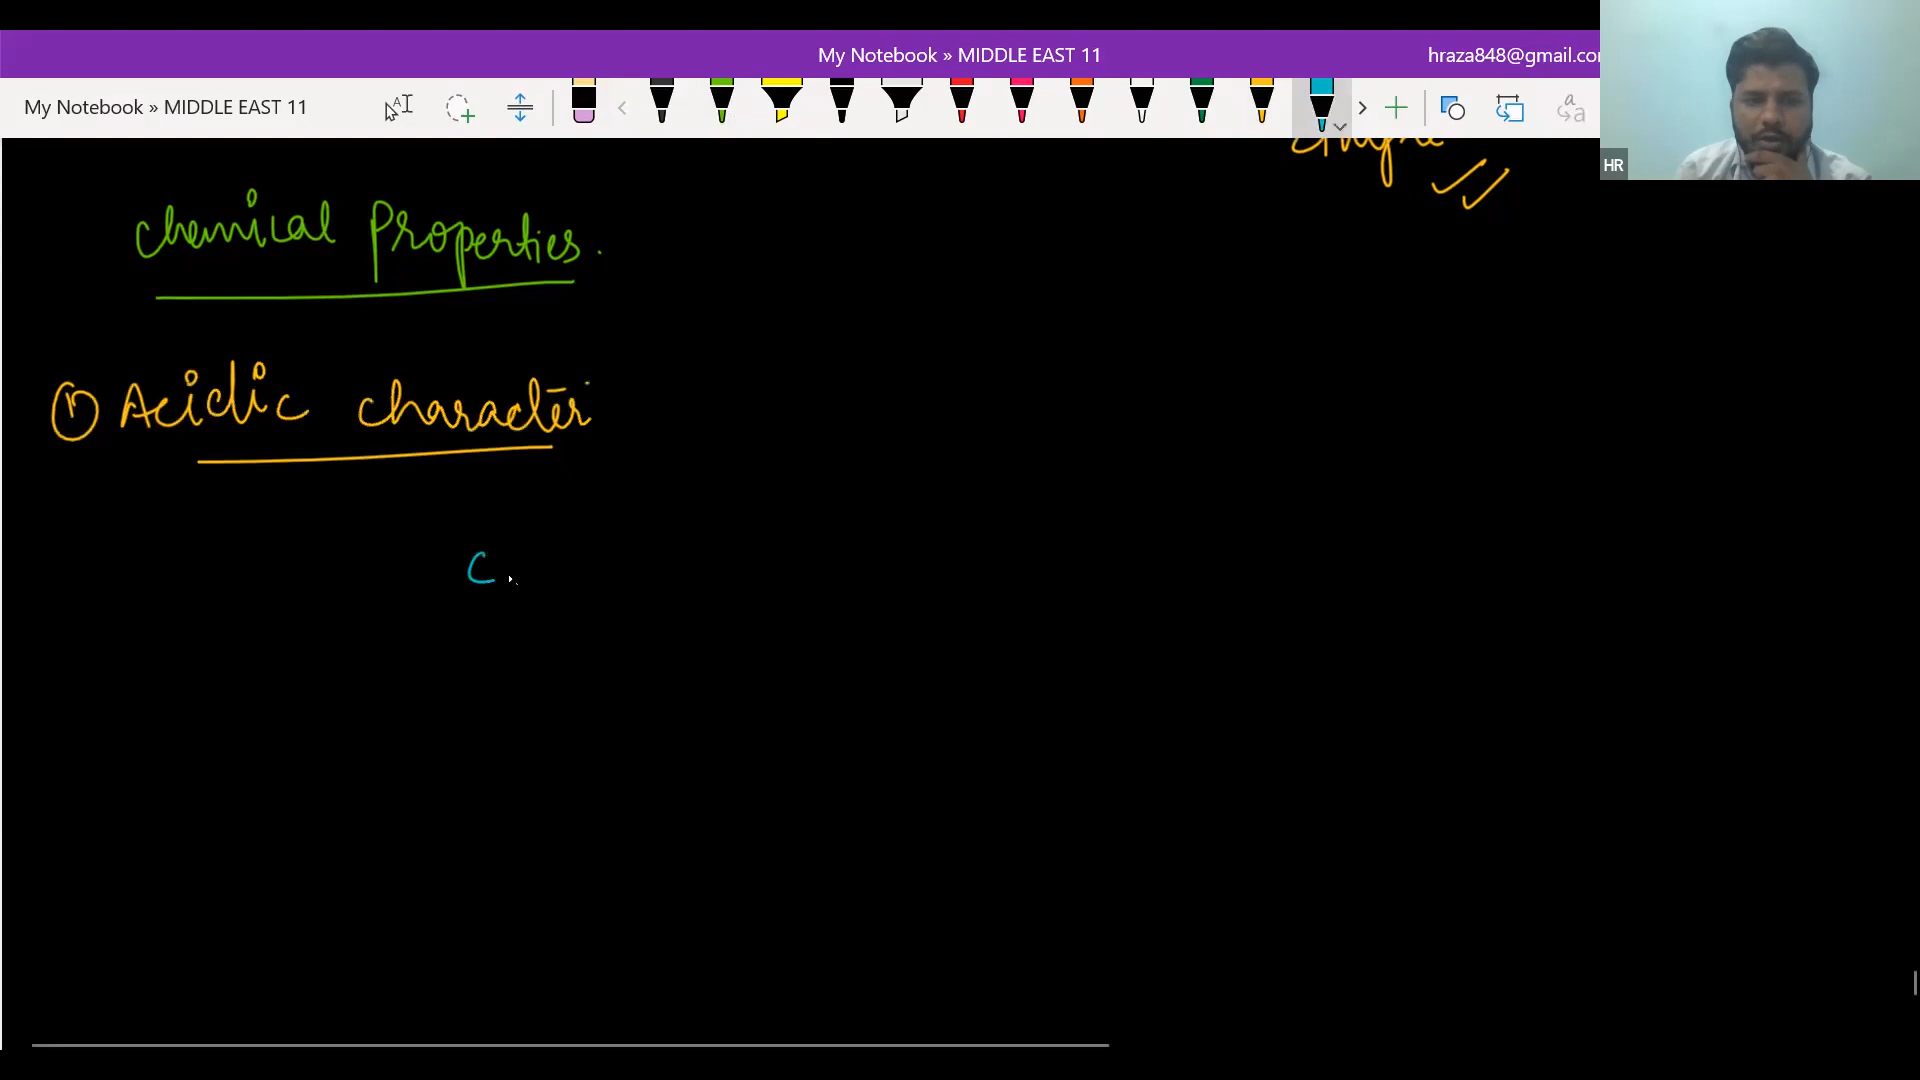 My Notebook » MIDDLE EAST 11
hraza848@gmail.co
My Notebook » MIDDLE EAST 11
HR
Chemical Properties.
① Acidic character
C